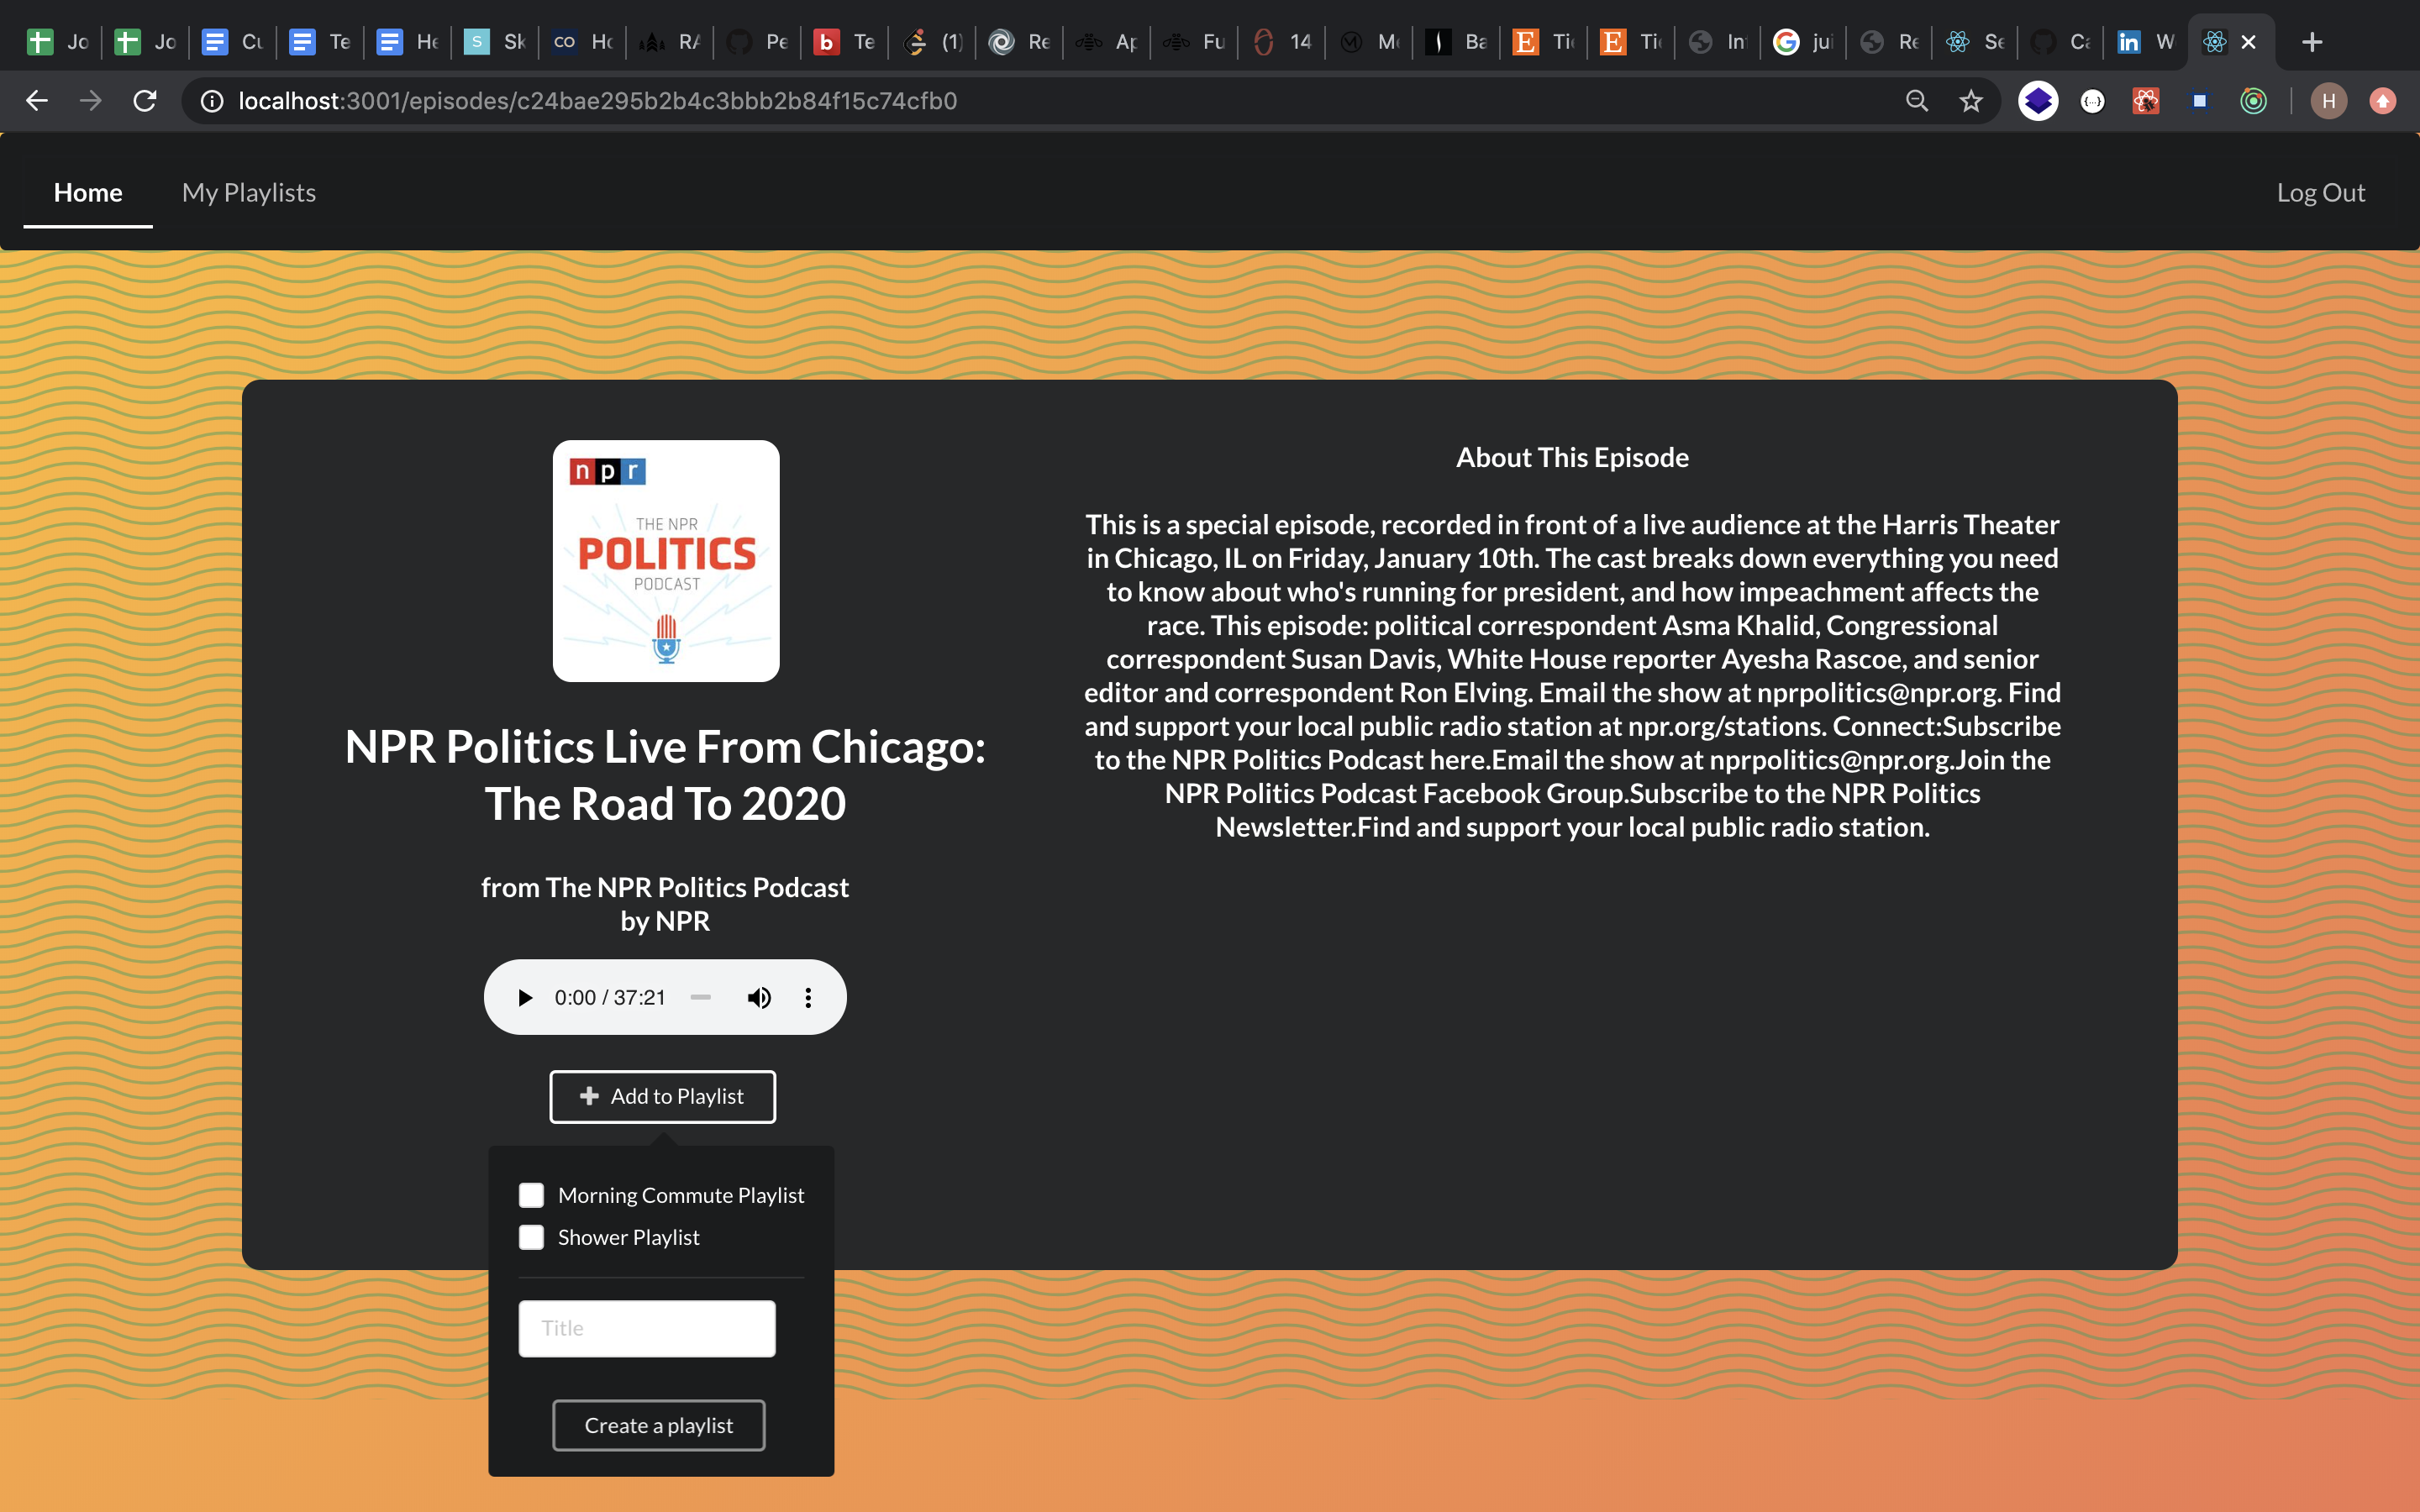 Jo
Jo
Cu
Te
He
S
Sk
CO
Ho
RA
Pe
b
Te
(1)
Re
Ap
Fu
14
Ba
E
Ti
E
Ti
In
G
jui
Re
Se
Ca
in
W
localhost:3001/episodes/c24bae295b2b4c3bbb2b84f15c74cfb0
H
Home
My Playlists
Log Out
npr
THE NPR
POLITICS
PODCAST
NPR Politics Live From Chicago:
The Road To 2020
from The NPR Politics Podcast
by NPR
0:00 / 37:21
Add to Playlist
Morning Commute Playlist
Shower Playlist
Title
Create a playlist
About This Episode
This is a special episode, recorded in front of a live audience at the Harris Theater
in Chicago, IL on Friday, January 10th. The cast breaks down everything you need
to know about who's running for president, and how impeachment affects the
race. This episode: political correspondent Asma Khalid, Congressional
correspondent Susan Davis, White House reporter Ayesha Rascoe, and senior
editor and correspondent Ron Elving. Email the show at nprpolitics@npr.org. Find
and support your local public radio station at npr.org/stations. Connect:Subscribe
to the NPR Politics Podcast here.Email the show at nprpolitics@npr.org.Join the
NPR Politics Podcast Facebook Group.Subscribe to the NPR Politics
Newsletter.Find and support your local public radio station.